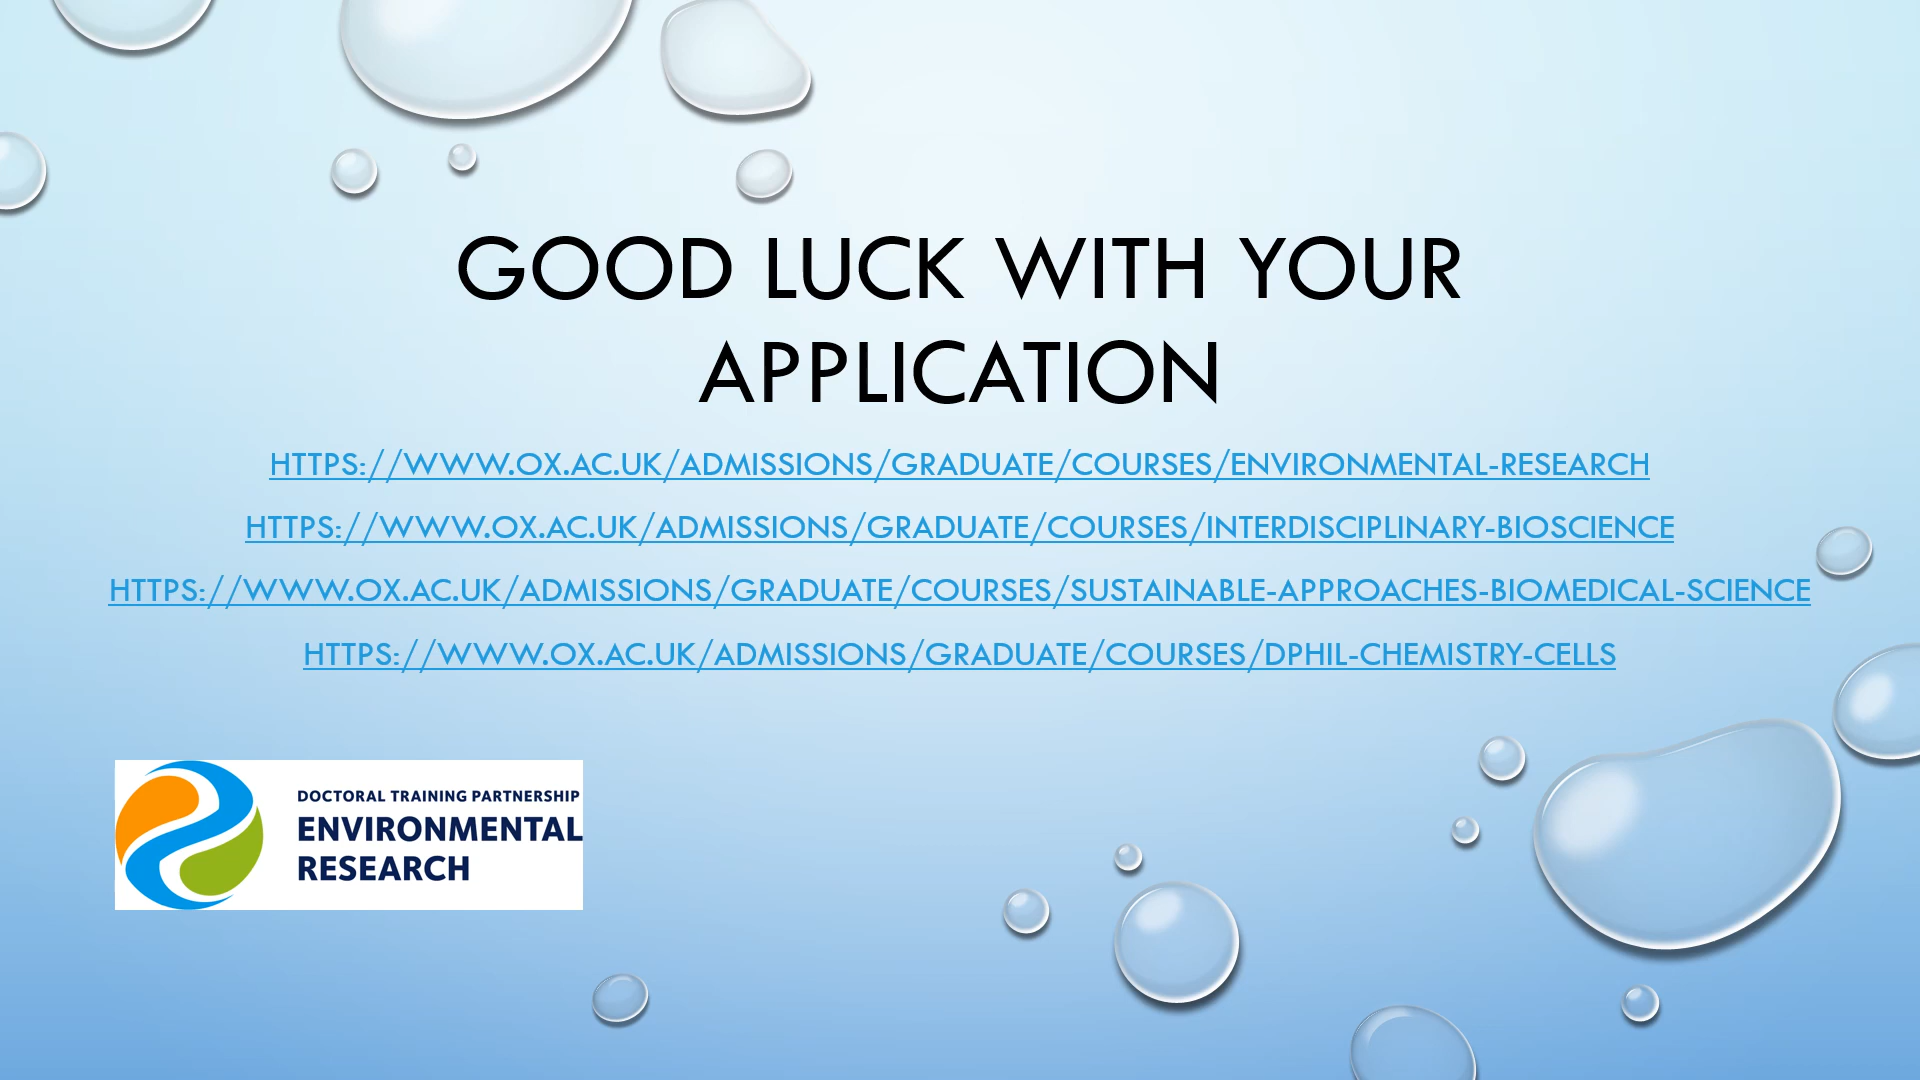 GOOD LUCK WITH YOUR
APPLICATION
HTTPS://WWW.OX.AC.UK/ADMISSIONS/GRADUATE/COURSES/ENVIRONMENTAL-RESEARCH
HTTPS://WWW.OX.AC.UK/ADMISSIONS/GRADUATE/COURSES/INTERDISCIPLINARY-BIOSCIENCE
HTTPS://WWW.OX.AC.UK/ADMISSIONS/GRADUATE/COURSES/SUSTAINABLE-APPROACHES-BIOMEDICAL-SCIENCE
HTTPS://WWW.OX.AC.UK/ADMISSIONS/GRADUATE/COURSES/DPHIL-CHEMISTRY-CELLS
DOCTORAL TRAINING PARTNERSHIP
ENVIRONMENTAL
RESEARCH